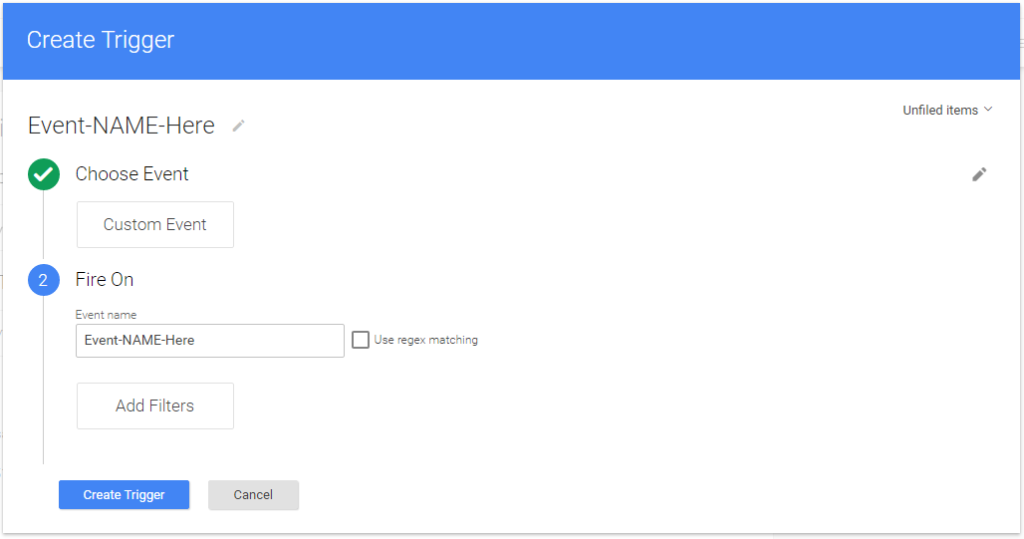 Create Trigger
Unfiled items
Event-NAME-Here
Choose Event
Custom Event
2 Fire On
Event name
Event-NAME-Here Use regex matching
Add Filters
Create Trigger Cancel